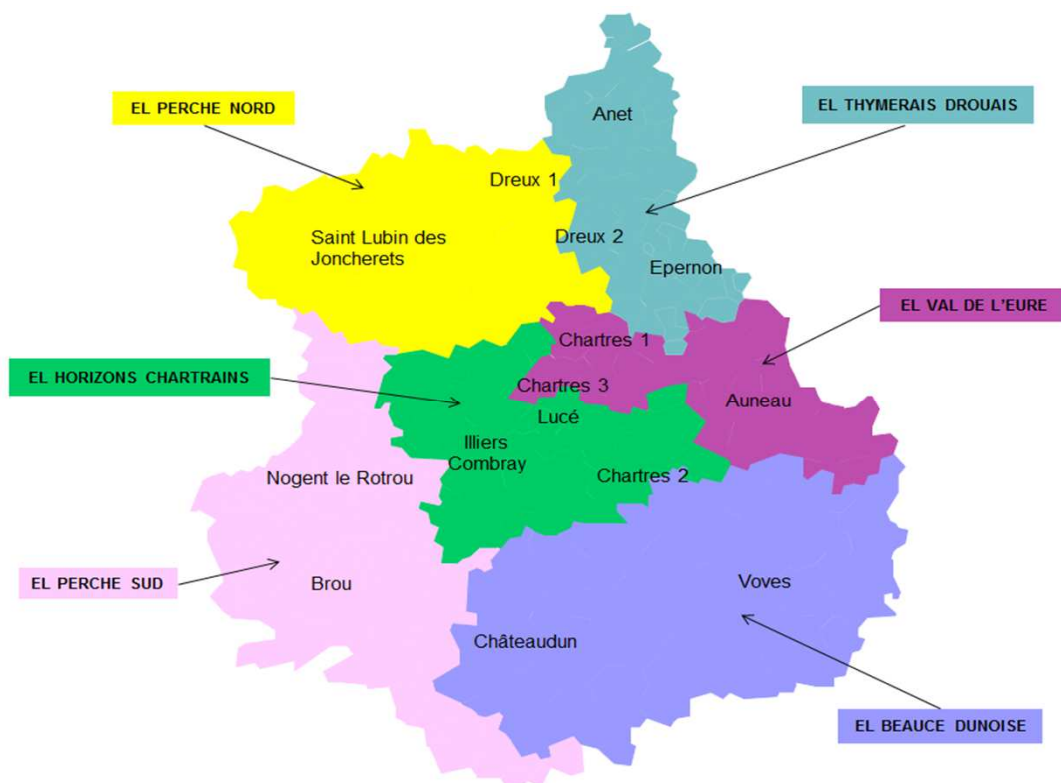 EL PERCHE NORD
EL THYMERAIS DROUAIS
Anet
Dreux 1
Saint Lubin des
Joncherets
Dreux 2
Epernon
EL VAL DE L'EURE
Chartres 1
EL HORIZONS CHARTRAINS
Chartres 3
Auneau
Lucé
Illiers
Combray
Nogent le Rotrou
Chartres 2
EL PERCHE SUD
Brou
Voves
Châteaudun
EL BEAUCE DUNOISE